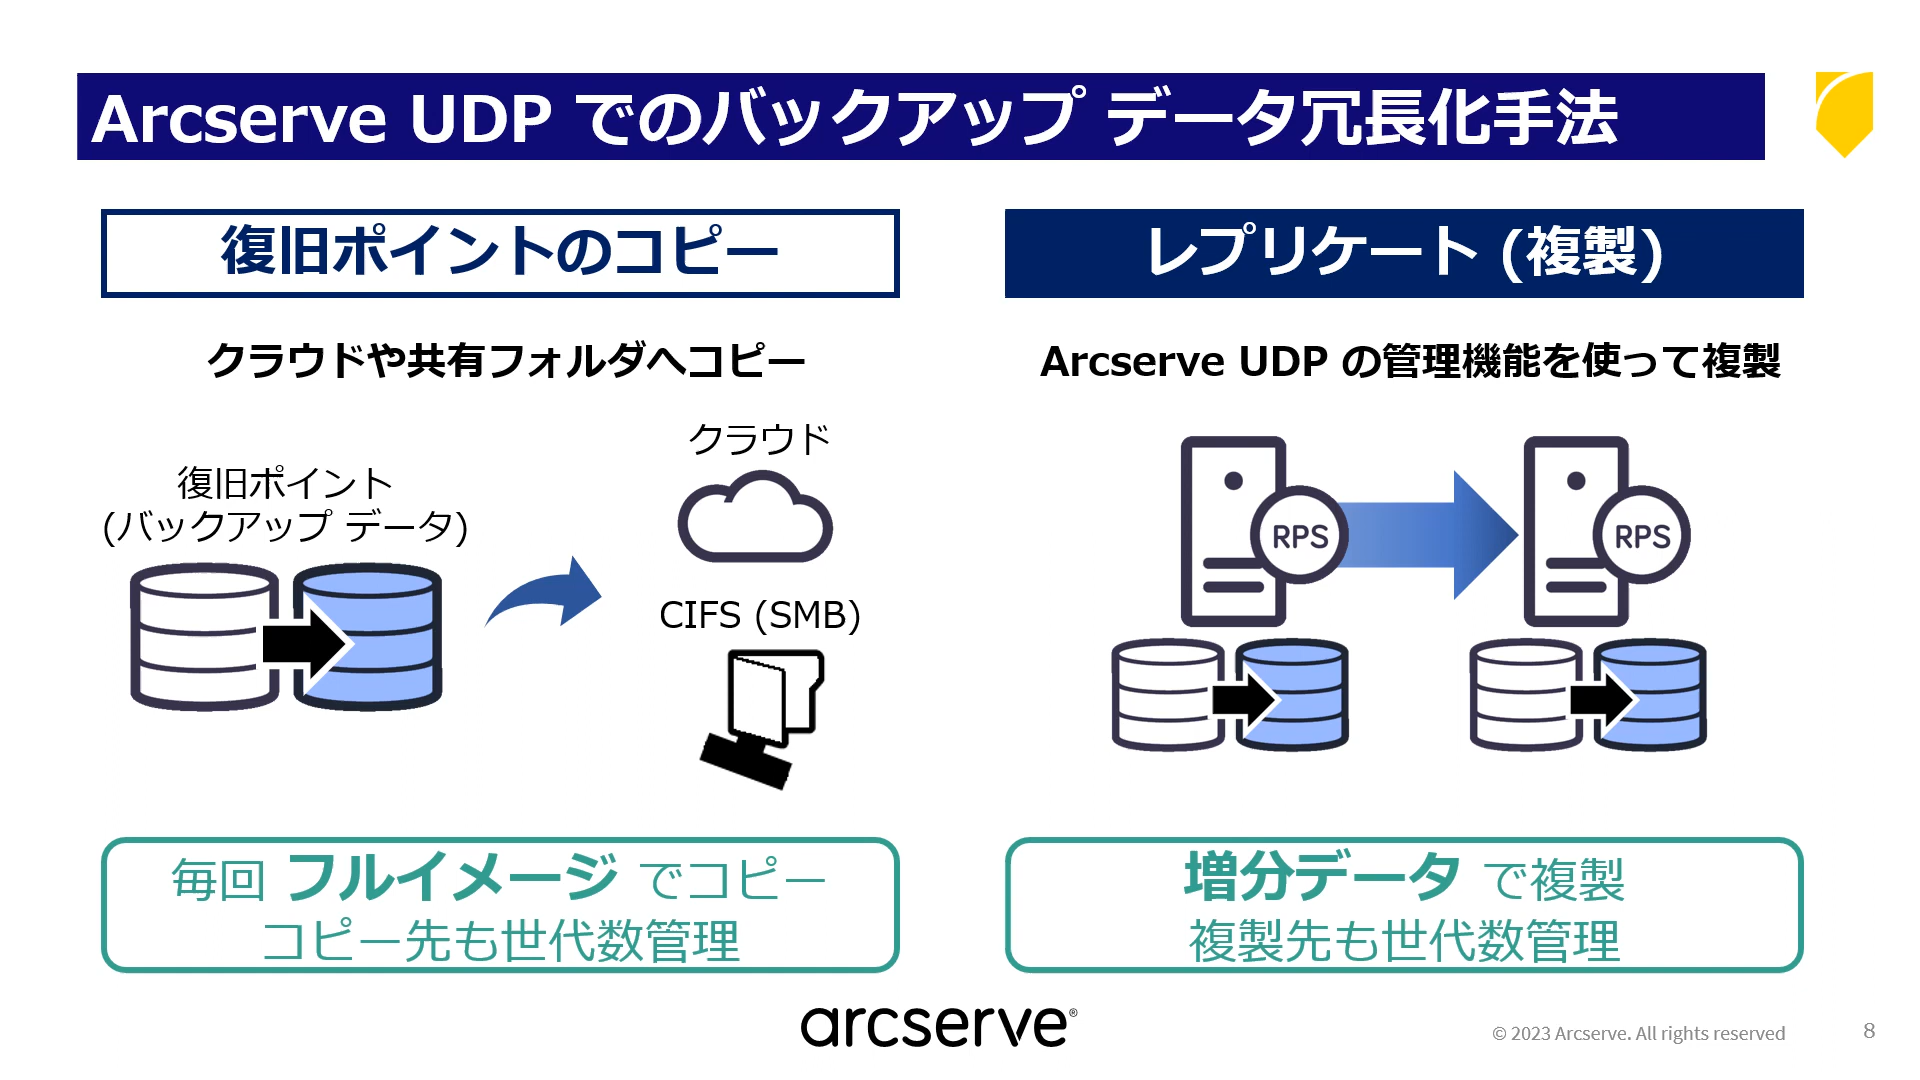 Arcserve UDP でのバックアップ データ冗長化手法
復旧ポイントのコピー
クラウドや共有フォルダへコピー
クラウド
復旧ポイント
(バックアップ データ)
CIFS (SMB)
毎回 フルイメージ でコピー
コピー先も世代数管理
レプリケート (複製)
Arcserve UDP の管理機能を使って複製
RPS
RPS
増分データ で複製
複製先も世代数管理
arcserve®
© 2023 Arcserve. All rights reserved
8